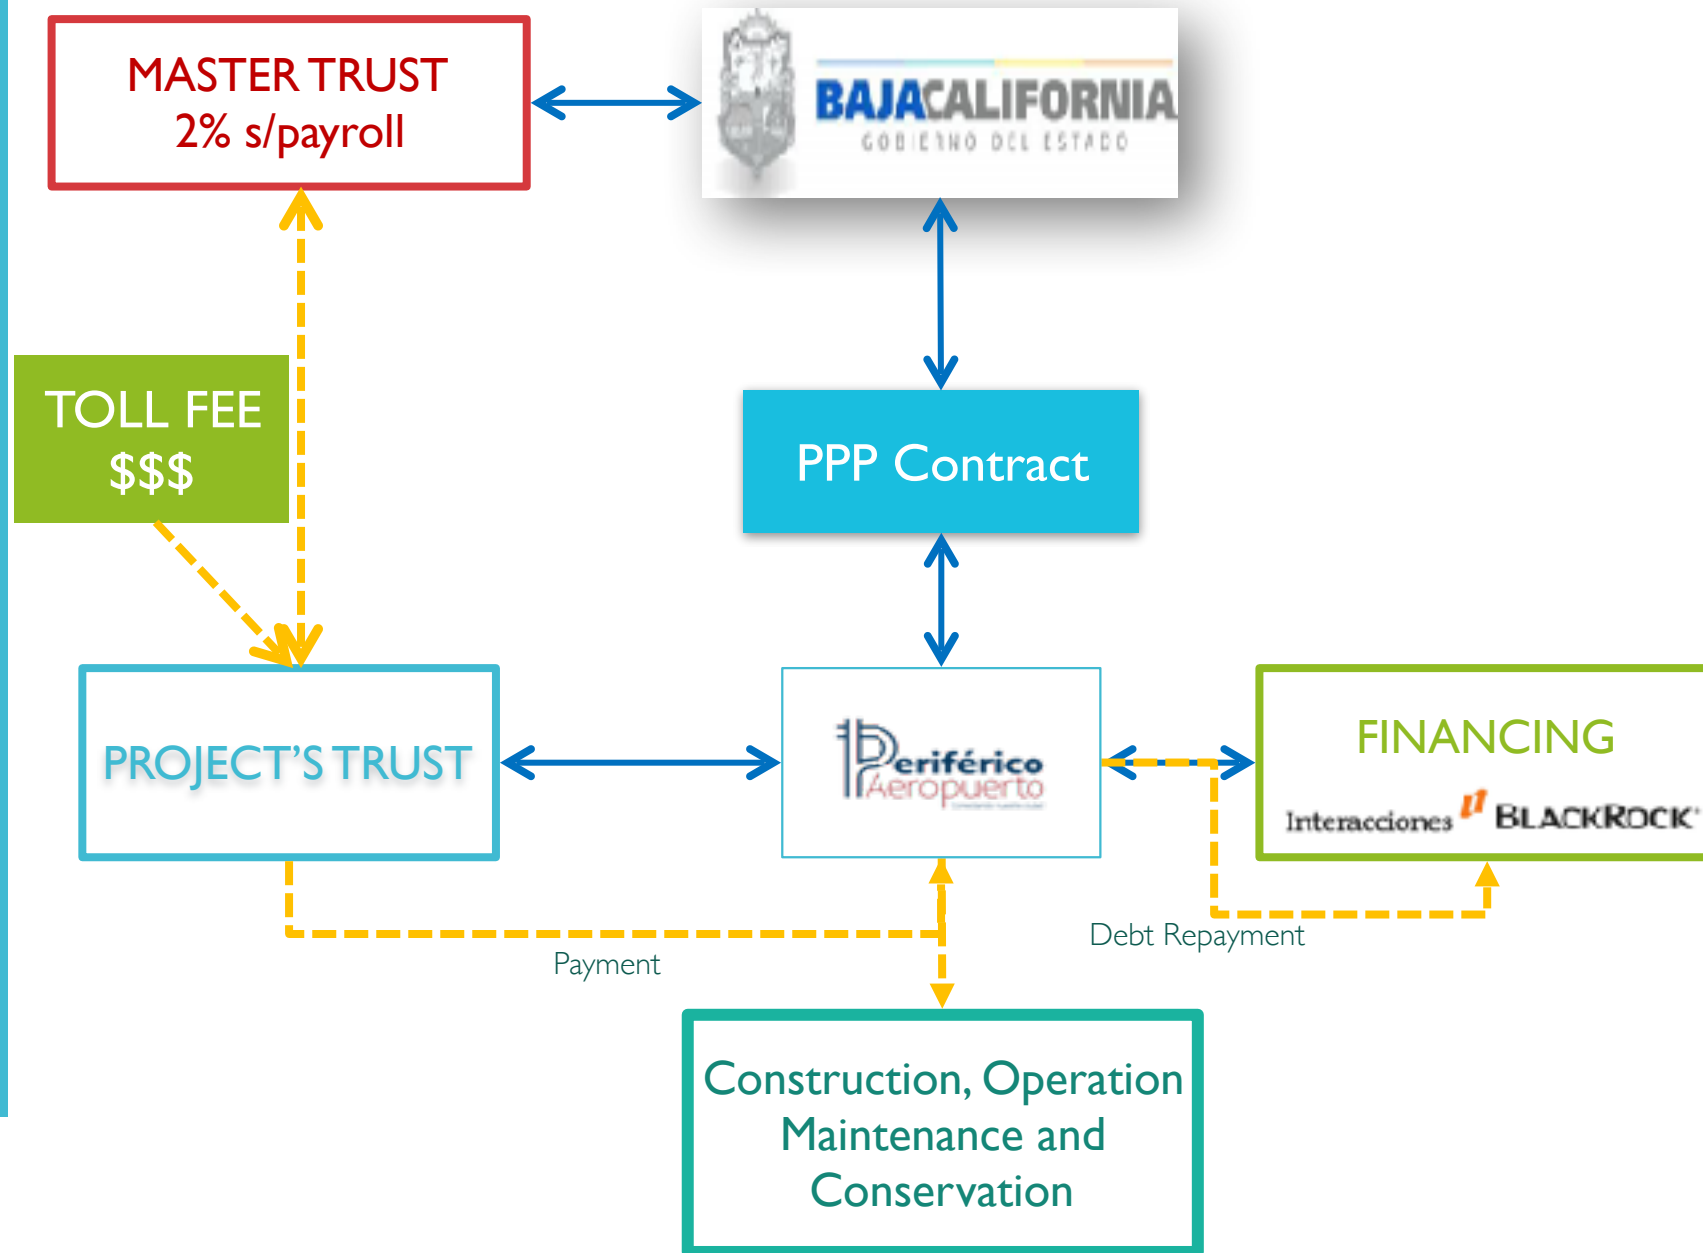 MASTER TRUST
2% s/payroll
BAJACALIFORNIA
GOBIERNO DEL ESTADO
TOLL FEE
$$$
PPP Contract
PROJECT'S TRUST
Periférico
Aeropuerto
FINANCING
Interacciones BLACKROCK
Payment
Debt Repayment
Construction, Operation
Maintenance and
Conservation